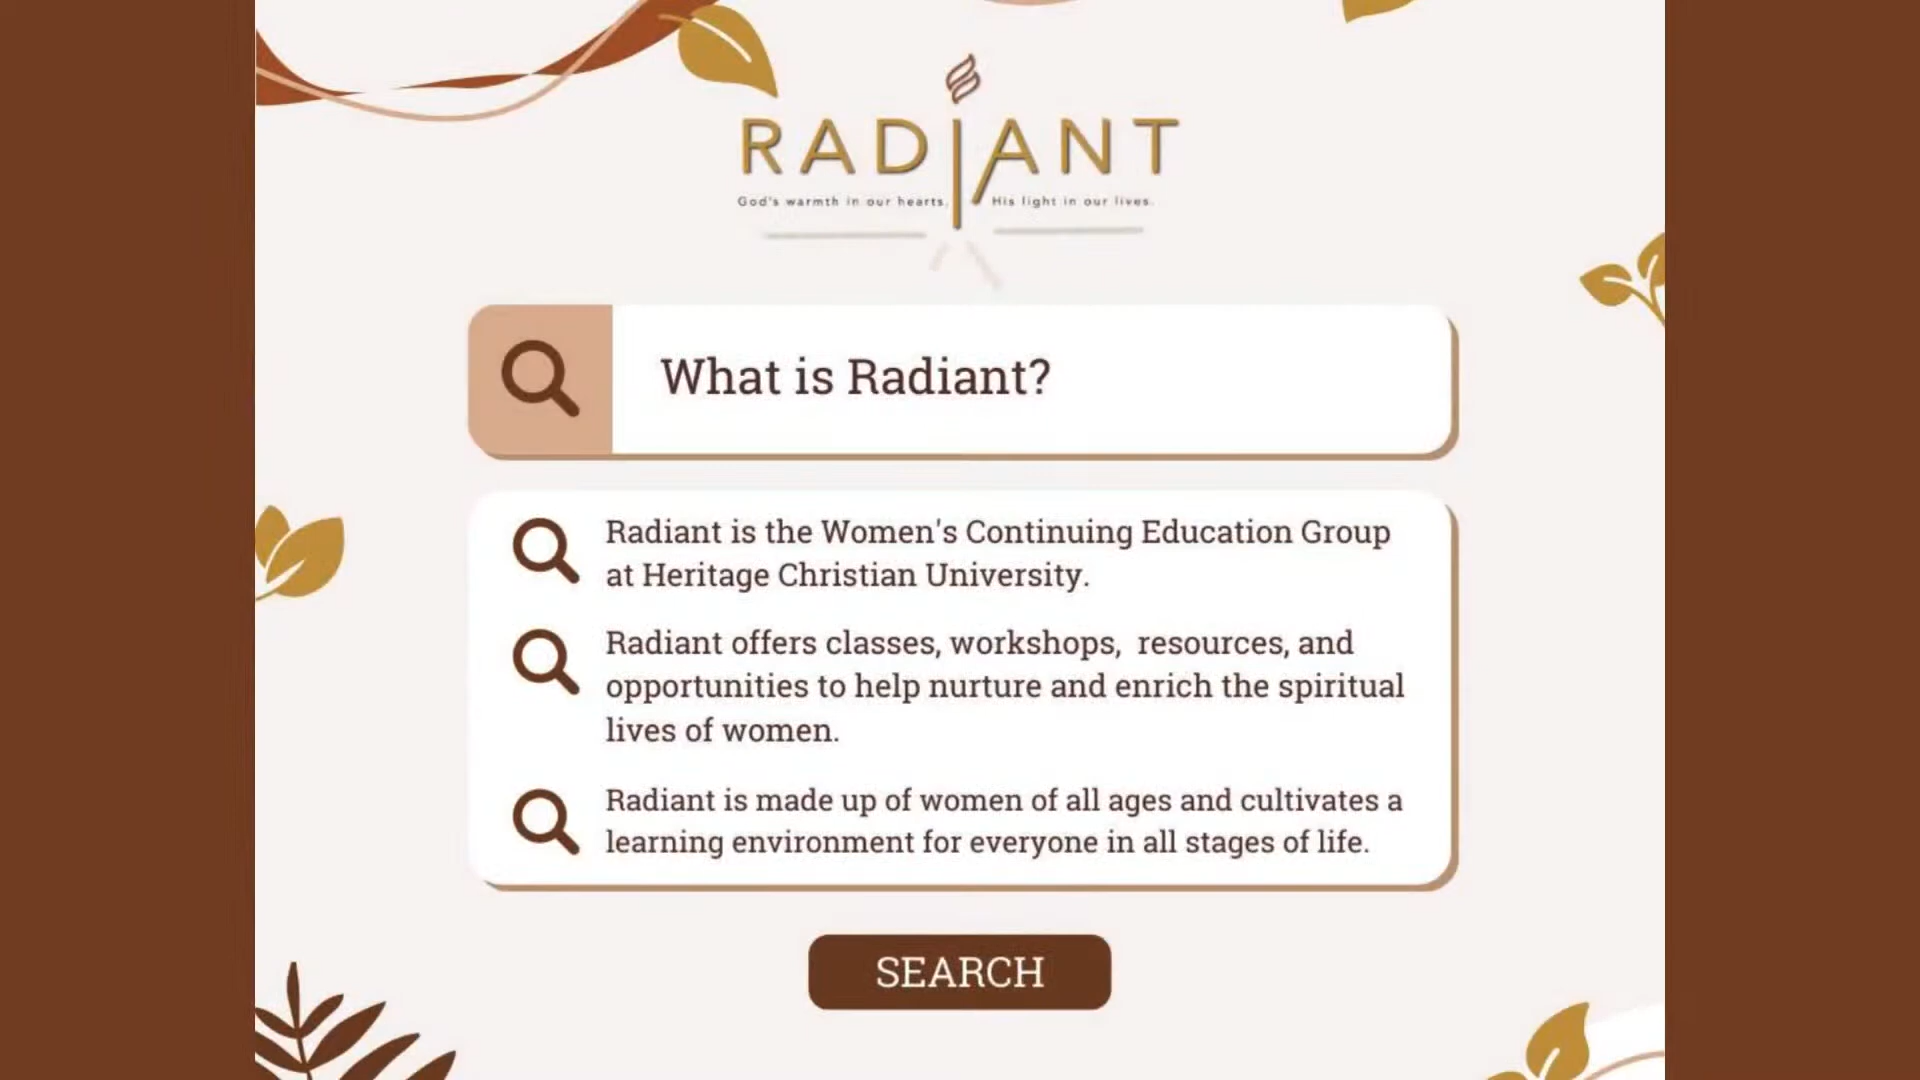 RADIANT
God's warmth in our hearts. His light in our lives.
What is Radiant?
Radiant is the Women's Continuing Education Group
at Heritage Christian University.
Radiant offers classes, workshops, resources, and
opportunities to help nurture and enrich the spiritual
lives of women.
Radiant is made up of women of all ages and cultivates a
learning environment for everyone in all stages of life.
SEARCH